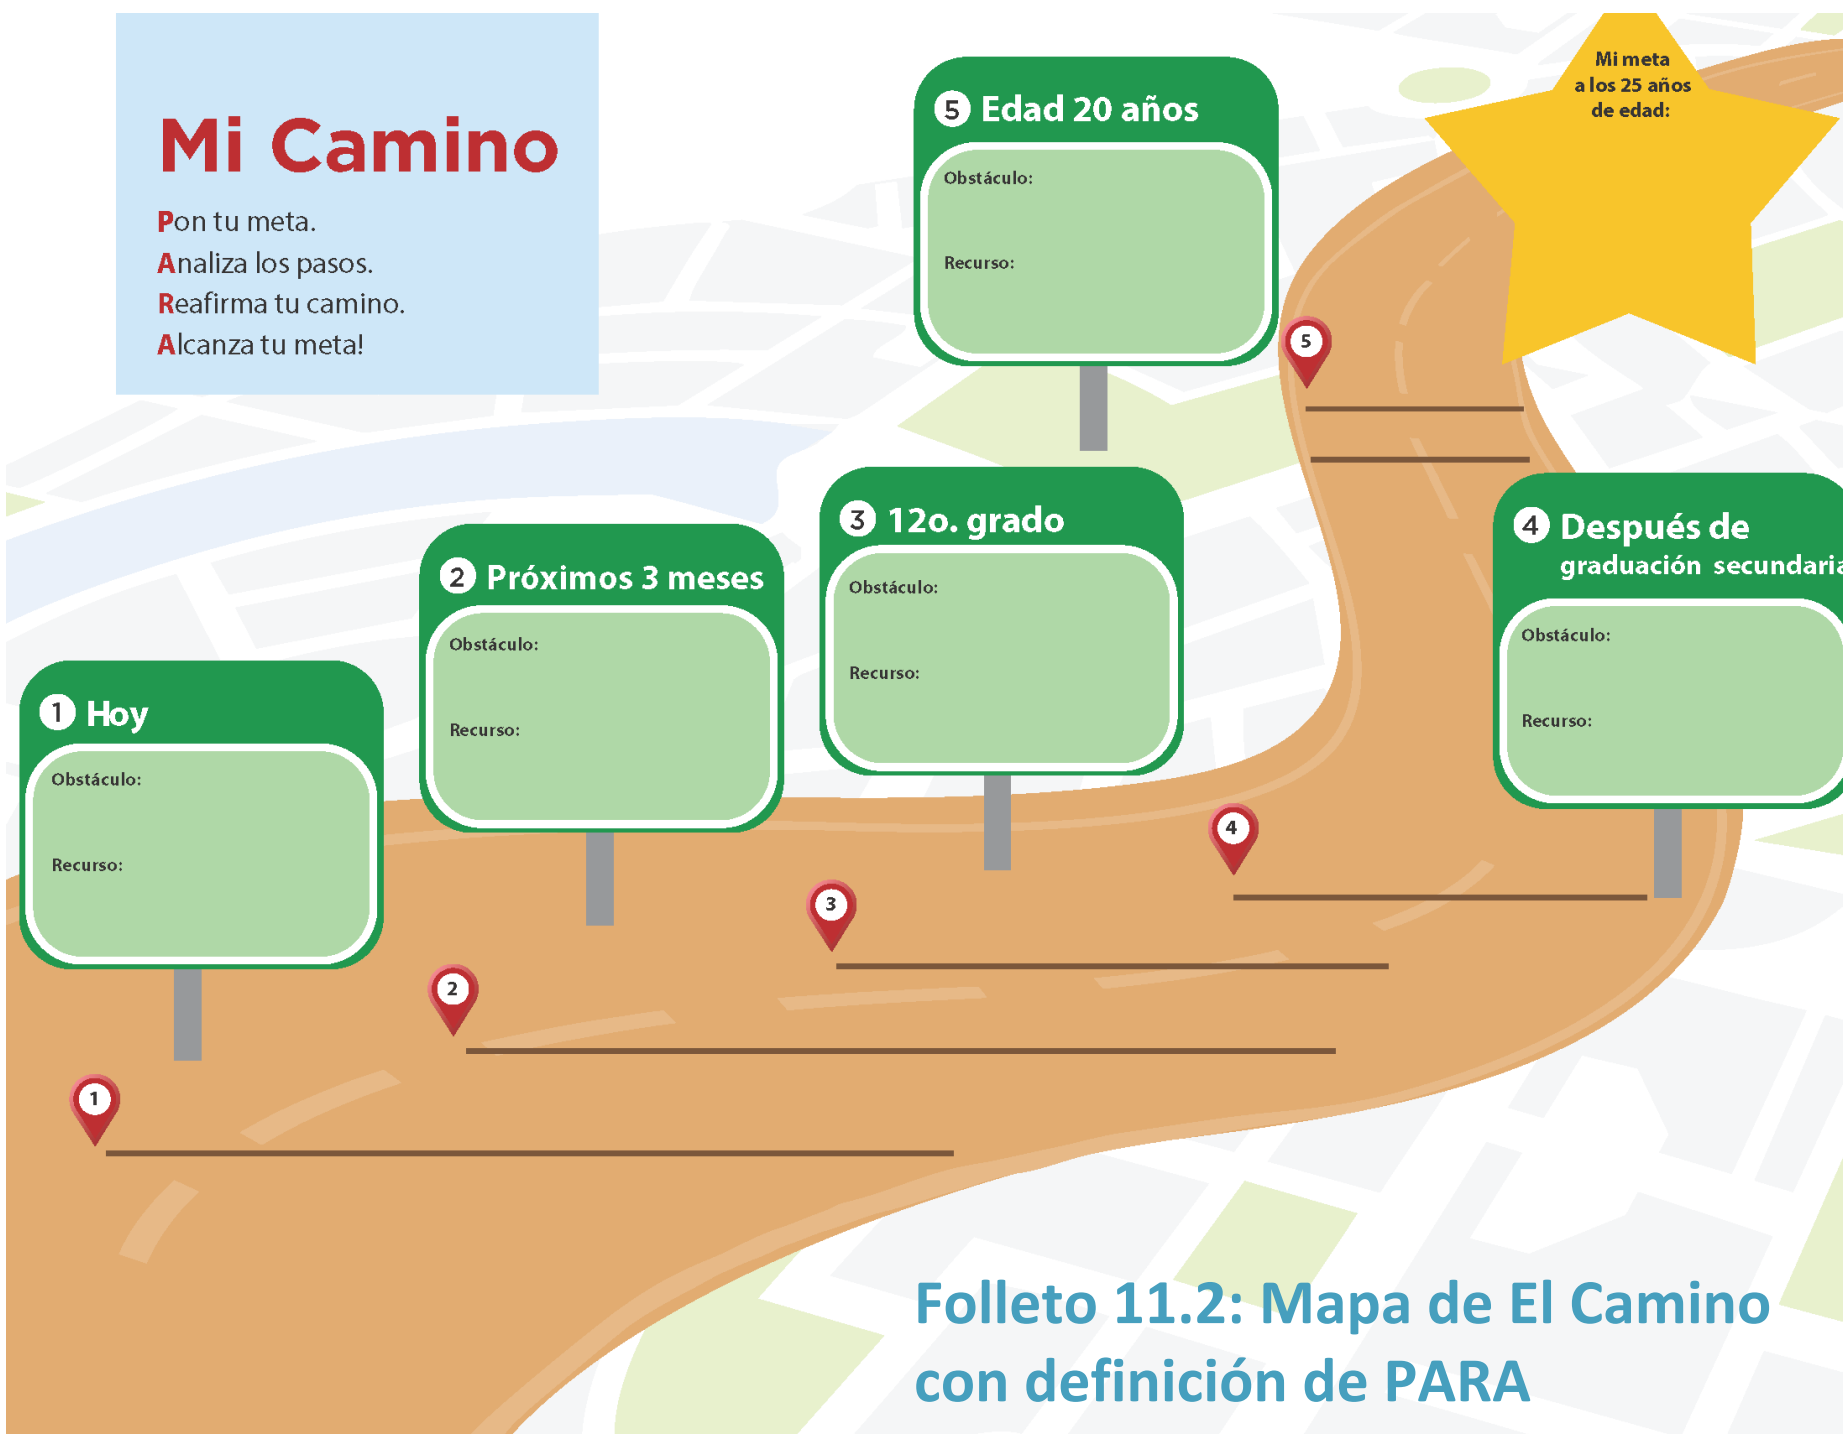 Mi Camino
Pon tu meta.
Analiza los pasos.
Reafirma tu camino.
Alcanza tu meta!
Mi meta
a los 25 años
de edad:
5 Edad 20 años
Obstáculo:
Recurso:
5
3 12o. grado
Obstáculo:
Recurso:
4 Después de
graduación secundaria
Obstáculo:
Recurso:
2 Próximos 3 meses
Obstáculo:
Recurso:
1 Hoy
Obstáculo:
Recurso:
4
3
2
1
Folleto 11.2: Mapa de El Camino
con definición de PARA